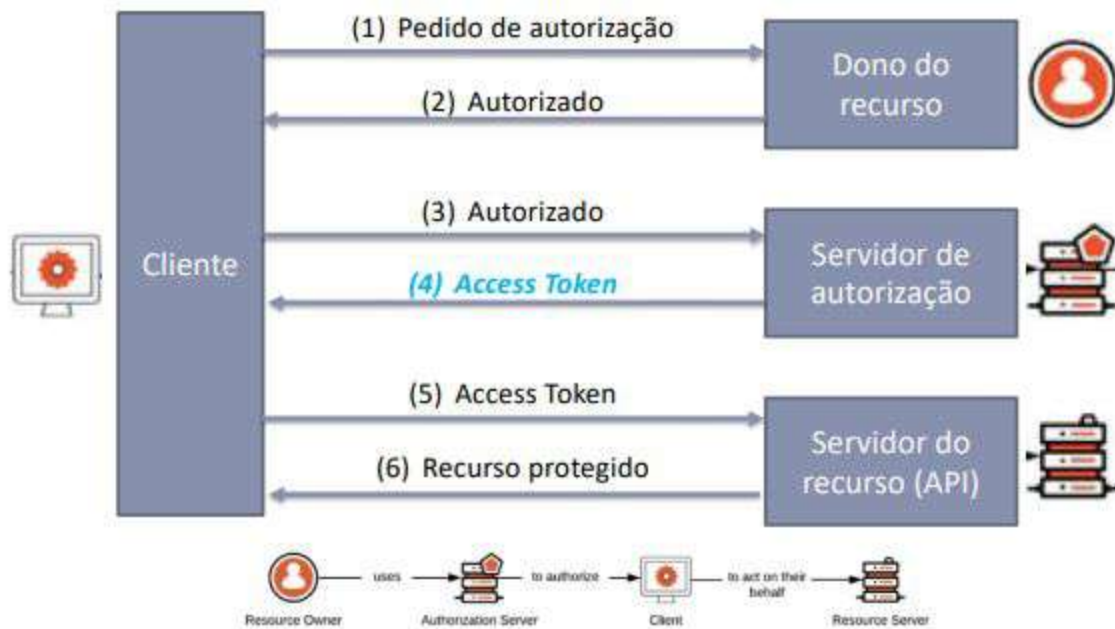 (1) Pedido de autorização
Dono do
recurso
(2) Autorizado
(3) Autorizado
Cliente
Servidor de
autorização
(4) Access Token
(5) Access Token
Servidor do
recurso (API)
(6) Recurso protegido
uses
to authorize
to act on their
behalf
Resource Owner
Authorization Server
Client
Resource Server